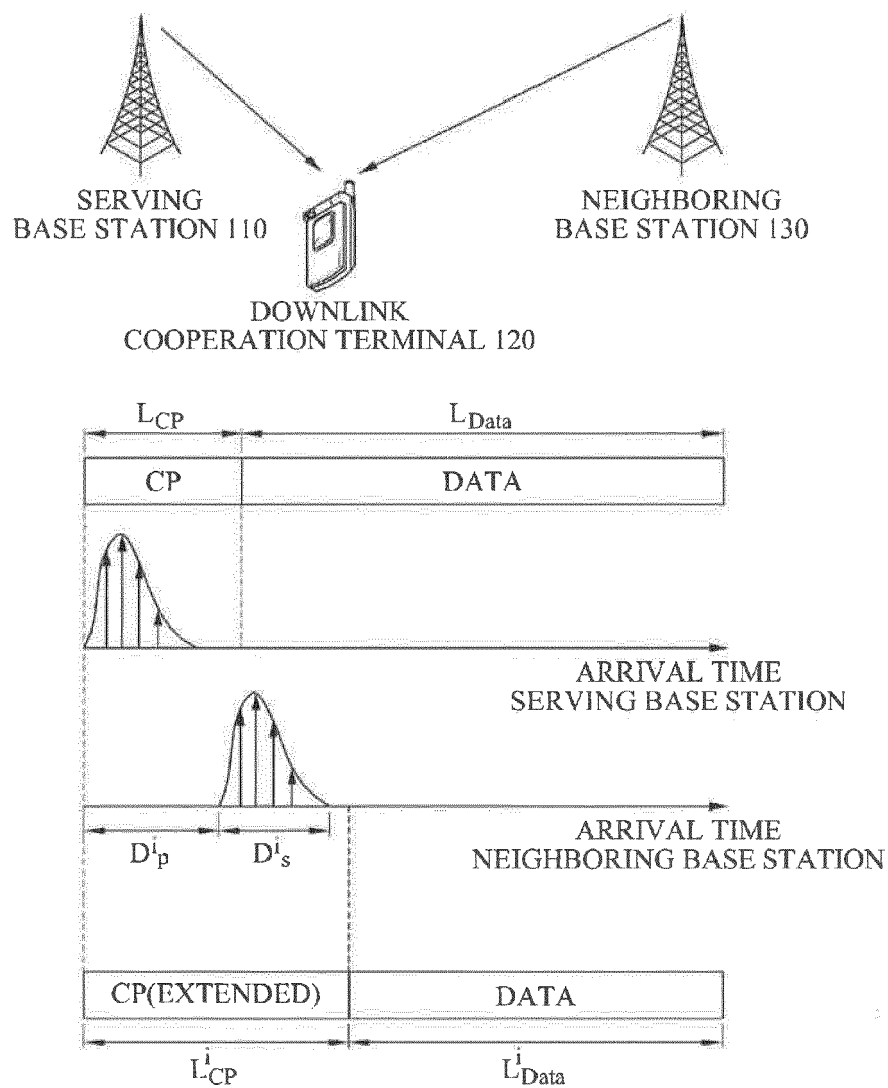 SERVING
BASE STATION 110
NEIGHBORING
BASE STATION 130
DOWNLINK
COOPERATION TERMINAL 120
L_CP
L_Data
CP
DATA
ARRIVAL TIME
SERVING BASE STATION
D^i_p
D^i_s
ARRIVAL TIME
NEIGHBORING BASE STATION
CP(EXTENDED)
DATA
L^i_CP
L^i_Data